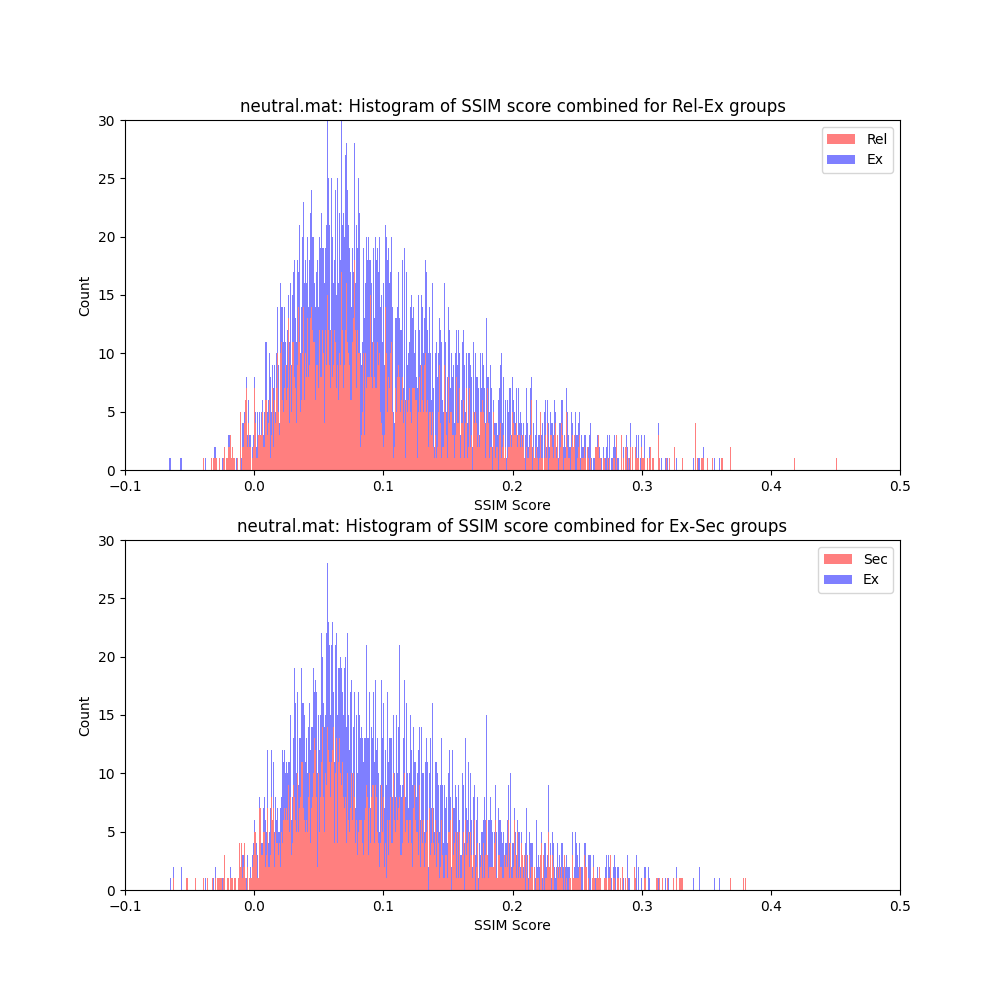 neutral.mat: Histogram of SSIM score combined for Rel-Ex groups
30
25
20
15
10
5
0
Count
Rel
Ex
−0.1 0.0 0.1 0.2 0.3 0.4 0.5
SSIM Score
neutral.mat: Histogram of SSIM score combined for Ex-Sec groups
30
25
20
15
10
5
0
Count
Sec
Ex
−0.1 0.0 0.1 0.2 0.3 0.4 0.5
SSIM Score